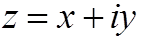 z = x + iy